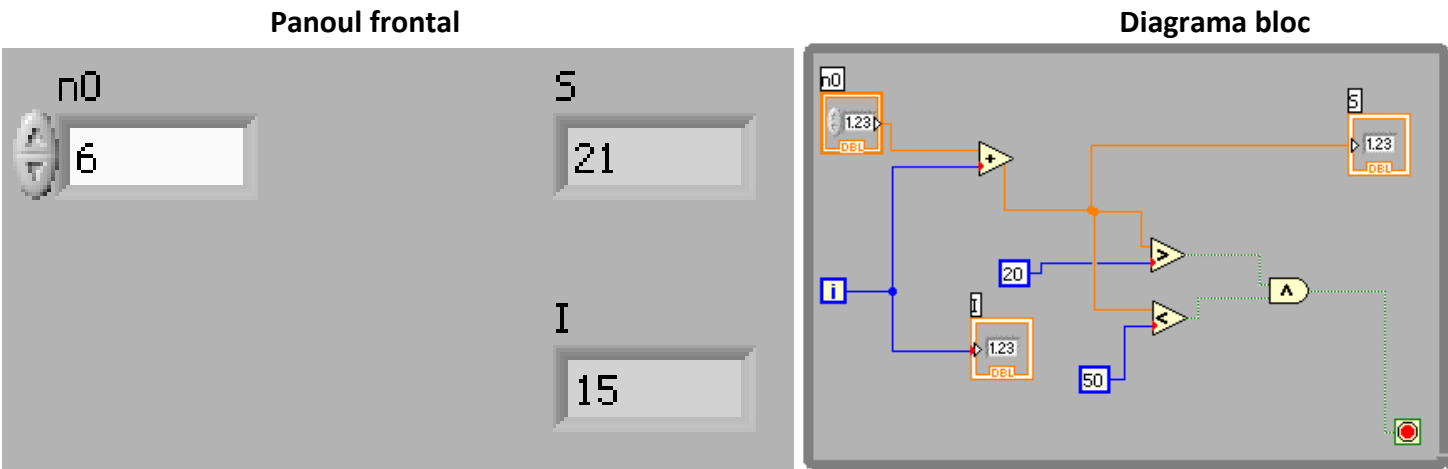 Panoul frontal
Diagrama bloc
n0
6
S
21
I
15
n0
1.23
DBL
S
1.23
DBL
+
>
20
i
∧
I
1.23
DBL
<
50